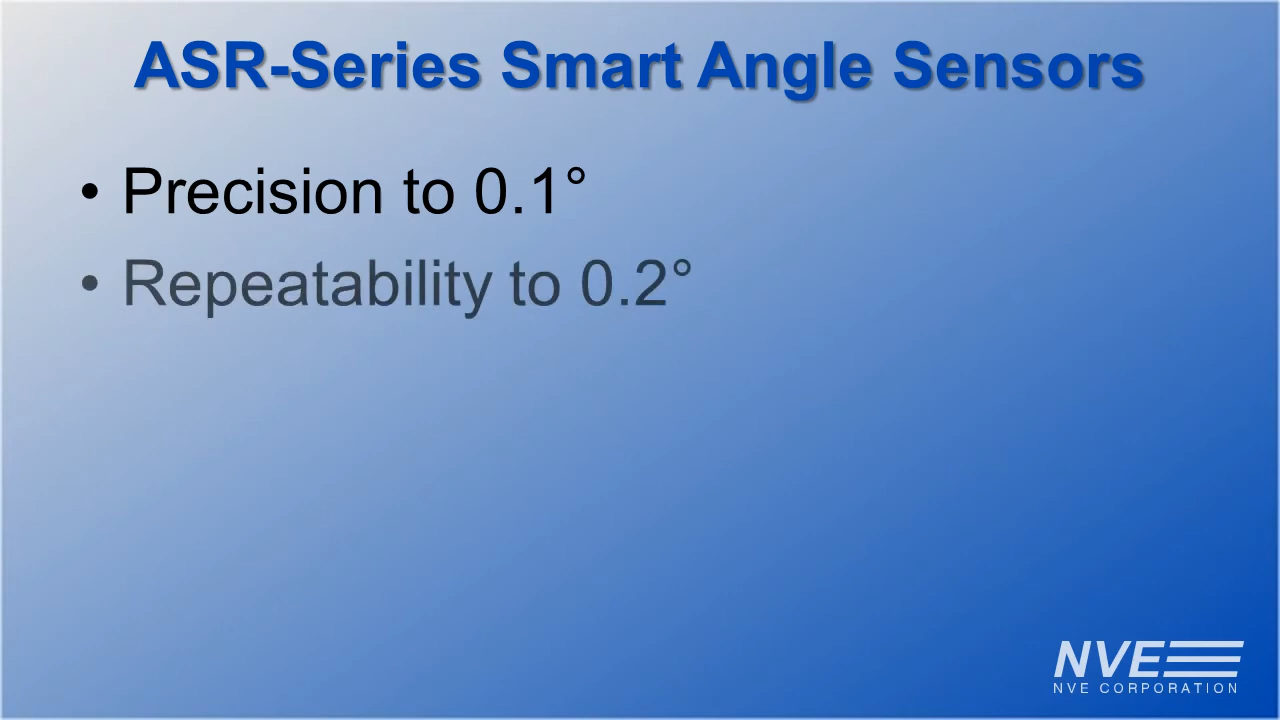 ASR-Series Smart Angle Sensors
• Precision to 0.1°
• Repeatability to 0.2°
NVE
NVE CORPORATION